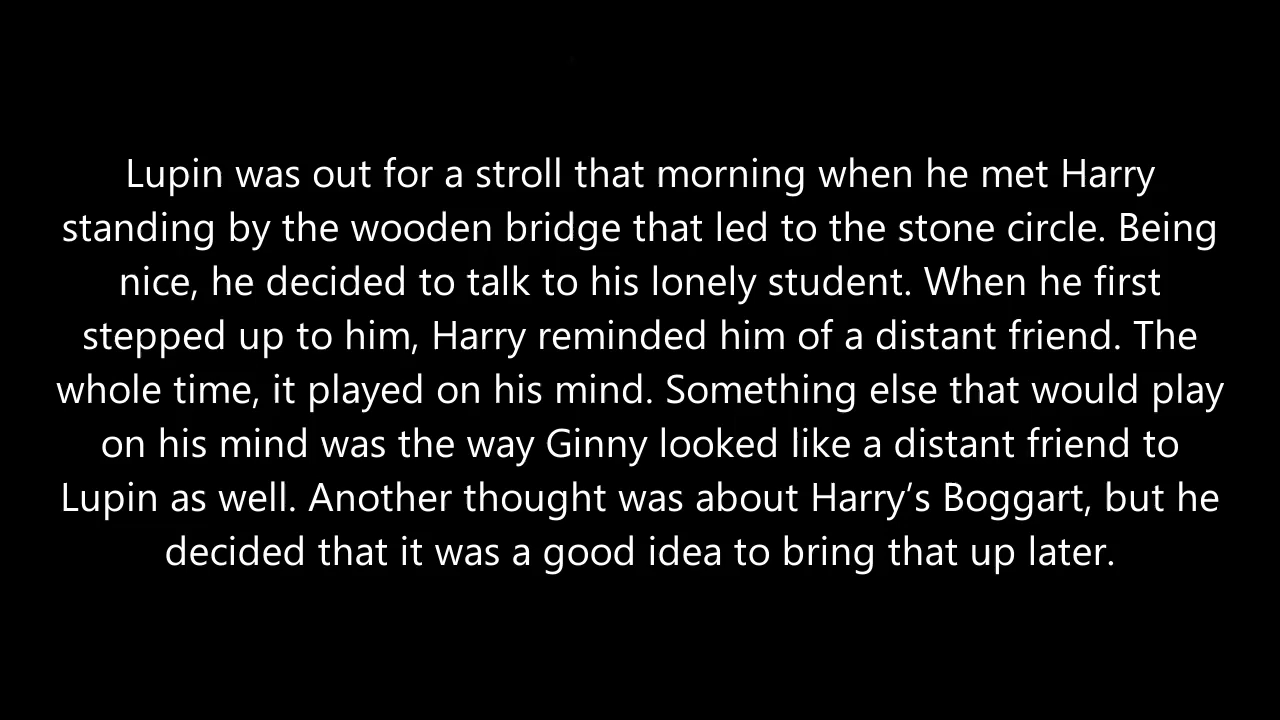 Lupin was out for a stroll that morning when he met Harry
standing by the wooden bridge that led to the stone circle. Being
nice, he decided to talk to his lonely student. When he first
stepped up to him, Harry reminded him of a distant friend. The
whole time, it played on his mind. Something else that would play
on his mind was the way Ginny looked like a distant friend to
Lupin as well. Another thought was about Harry’s Boggart, but he
decided that it was a good idea to bring that up later.